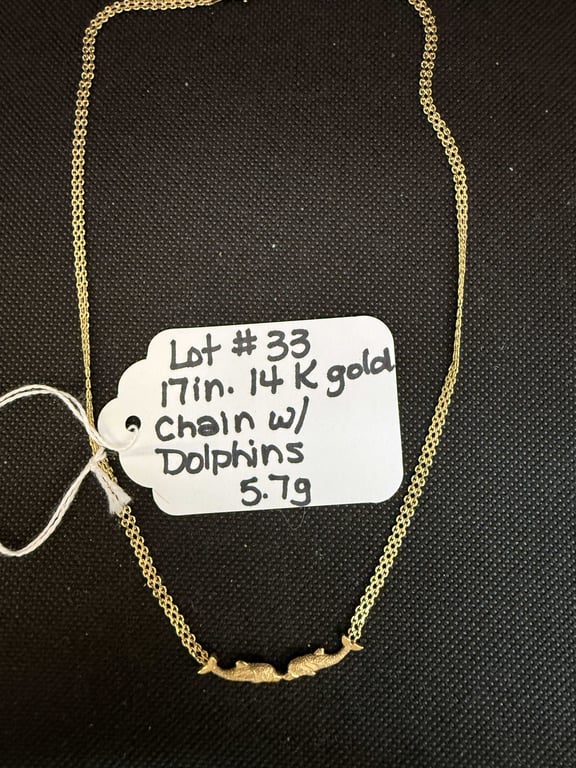 Lot # 33
17in. 14 K gold
chain w/
Dolphins
5.7g